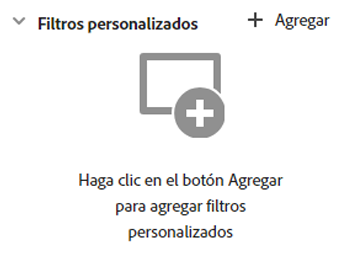 Filtros personalizados + Agregar
Haga clic en el botón Agregar
para agregar filtros
personalizados